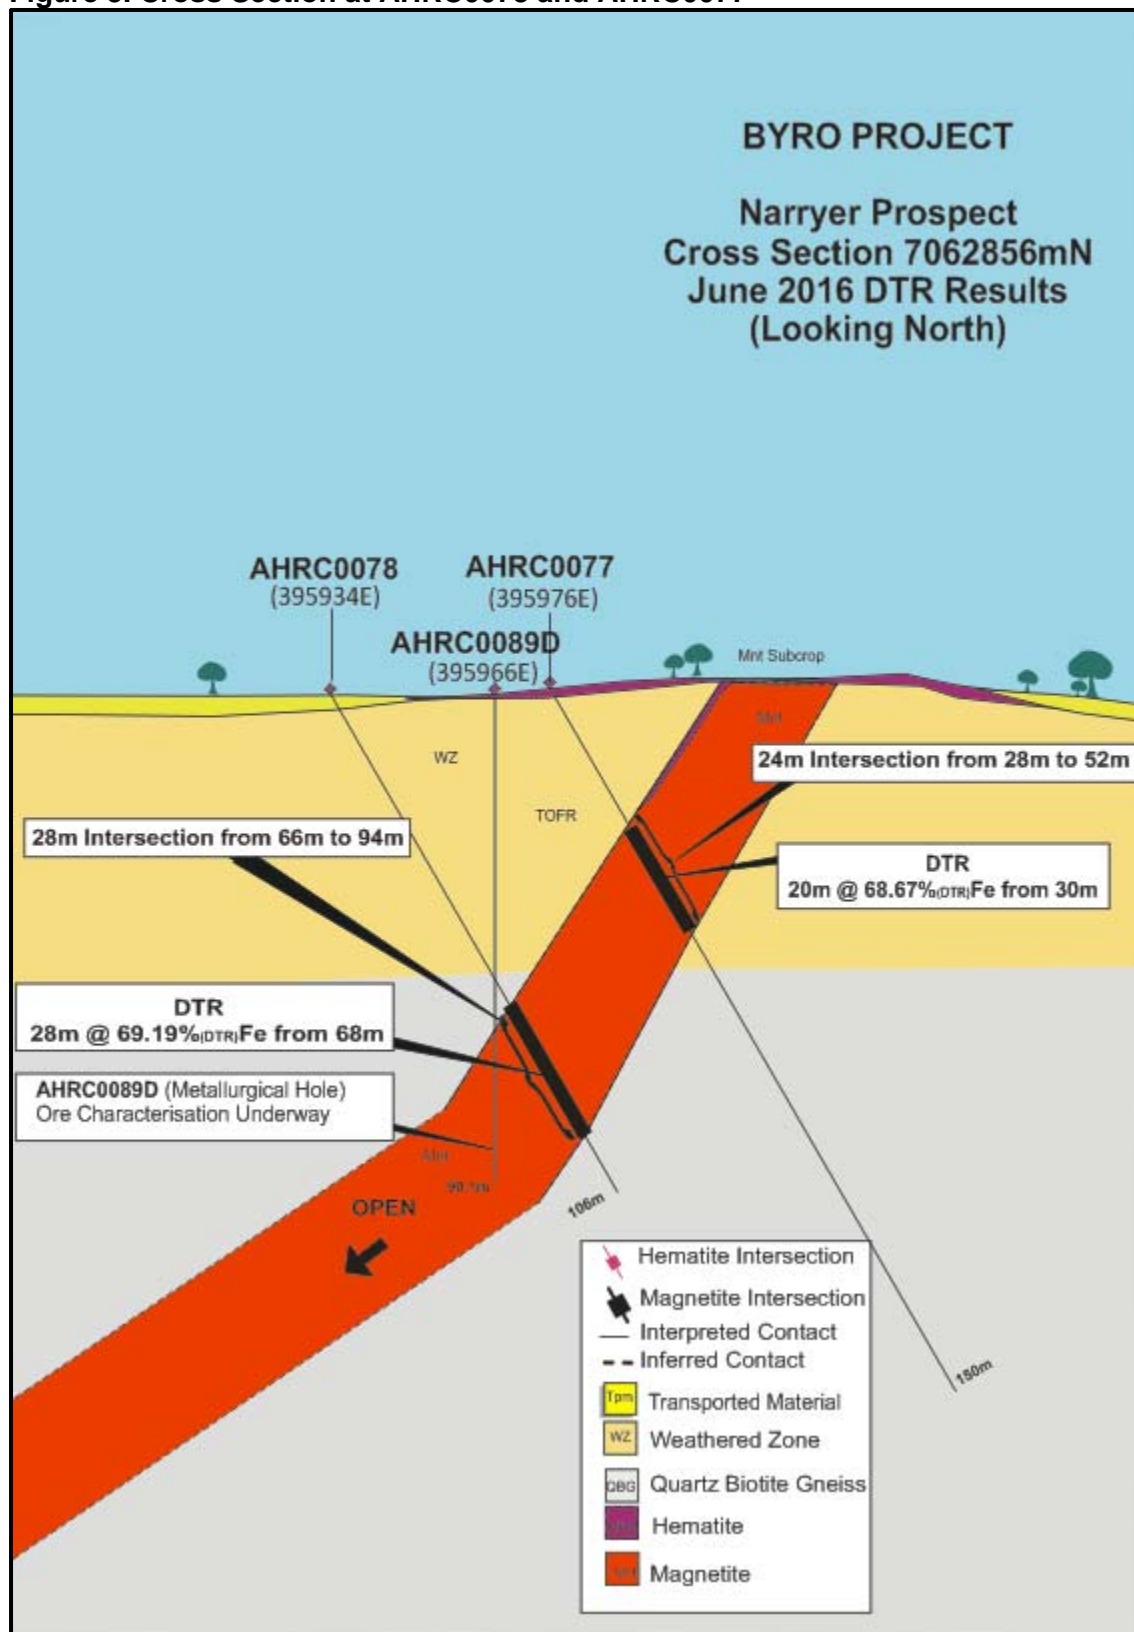 BYRO PROJECT
Narryer Prospect
Cross Section 7062856mN
June 2016 DTR Results
(Looking North)
AHRC0078
(395934E)
AHRC0077
(395976E)
AHRC0089D
(395966E)
Mnt Subcrop
WZ
TOFR
24m Intersection from 28m to 52m
28m Intersection from 66m to 94m
DTR
20m @ 68.67%(DTR)Fe from 30m
DTR
28m @ 69.19%(DTR)Fe from 68m
AHRC0089D (Metallurgical Hole)
Ore Characterisation Underway
OPEN
106m
150m
Hematite Intersection
Magnetite Intersection
Interpreted Contact
Inferred Contact
Tpm Transported Material
WZ Weathered Zone
QBG Quartz Biotite Gneiss
Hematite
Magnetite